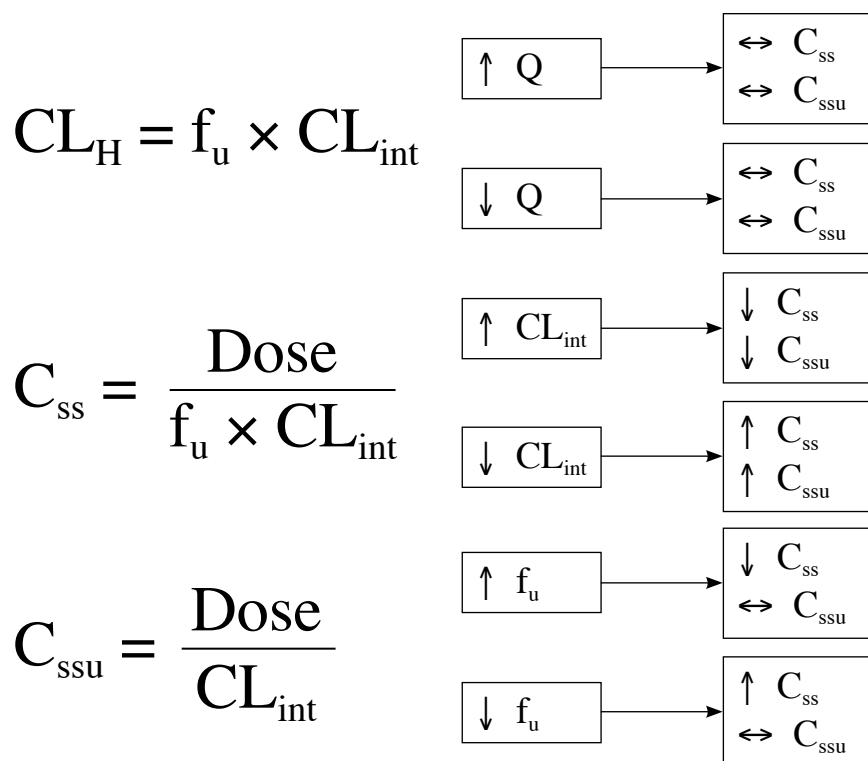 CL_H = f_u × CL_int
C_ss = Dose / f_u × CL_int
C_ssu = Dose / CL_int
↑ Q
↔ C_ss
↔ C_ssu
↓ Q
↔ C_ss
↔ C_ssu
↑ CL_int
↓ C_ss
↓ C_ssu
↓ CL_int
↑ C_ss
↑ C_ssu
↑ f_u
↓ C_ss
↔ C_ssu
↓ f_u
↑ C_ss
↔ C_ssu